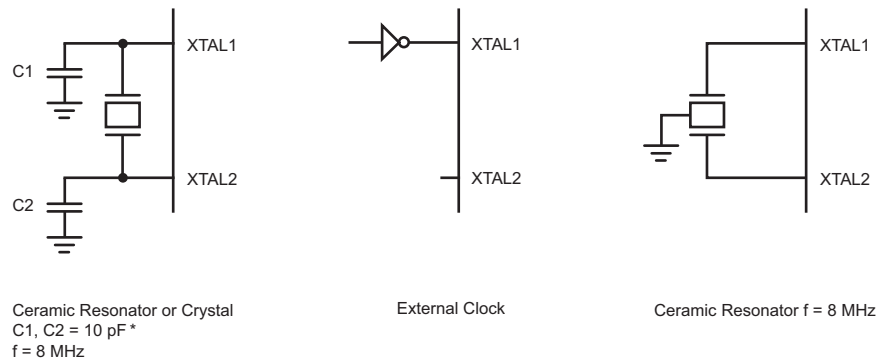 XTAL1
C1
XTAL2
C2
XTAL1
XTAL2
XTAL1
XTAL2
Ceramic Resonator or Crystal
C1, C2 = 10 pF *
f = 8 MHz
External Clock
Ceramic Resonator f = 8 MHz